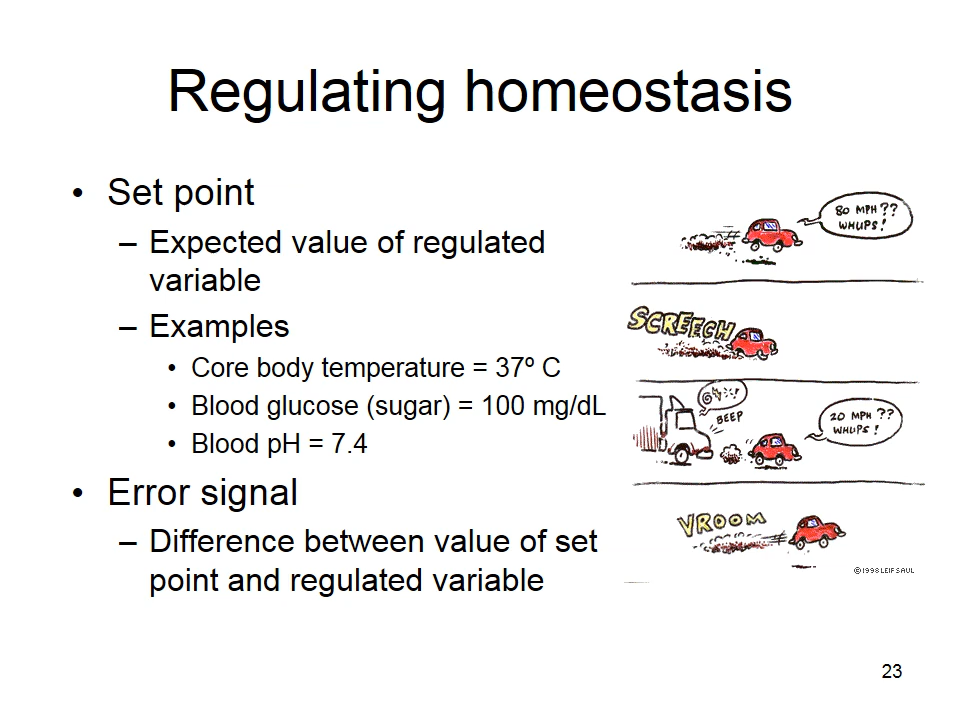 Regulating homeostasis
• Set point
– Expected value of regulated
variable
– Examples
• Core body temperature = 37º C
• Blood glucose (sugar) = 100 mg/dL
• Blood pH = 7.4
• Error signal
– Difference between value of set
point and regulated variable
80 MPH??
WHUPS!
SCREECH
BEEP
20 MPH ??
WHUPS!
VROOM
©1998 LEIF SAUL
23